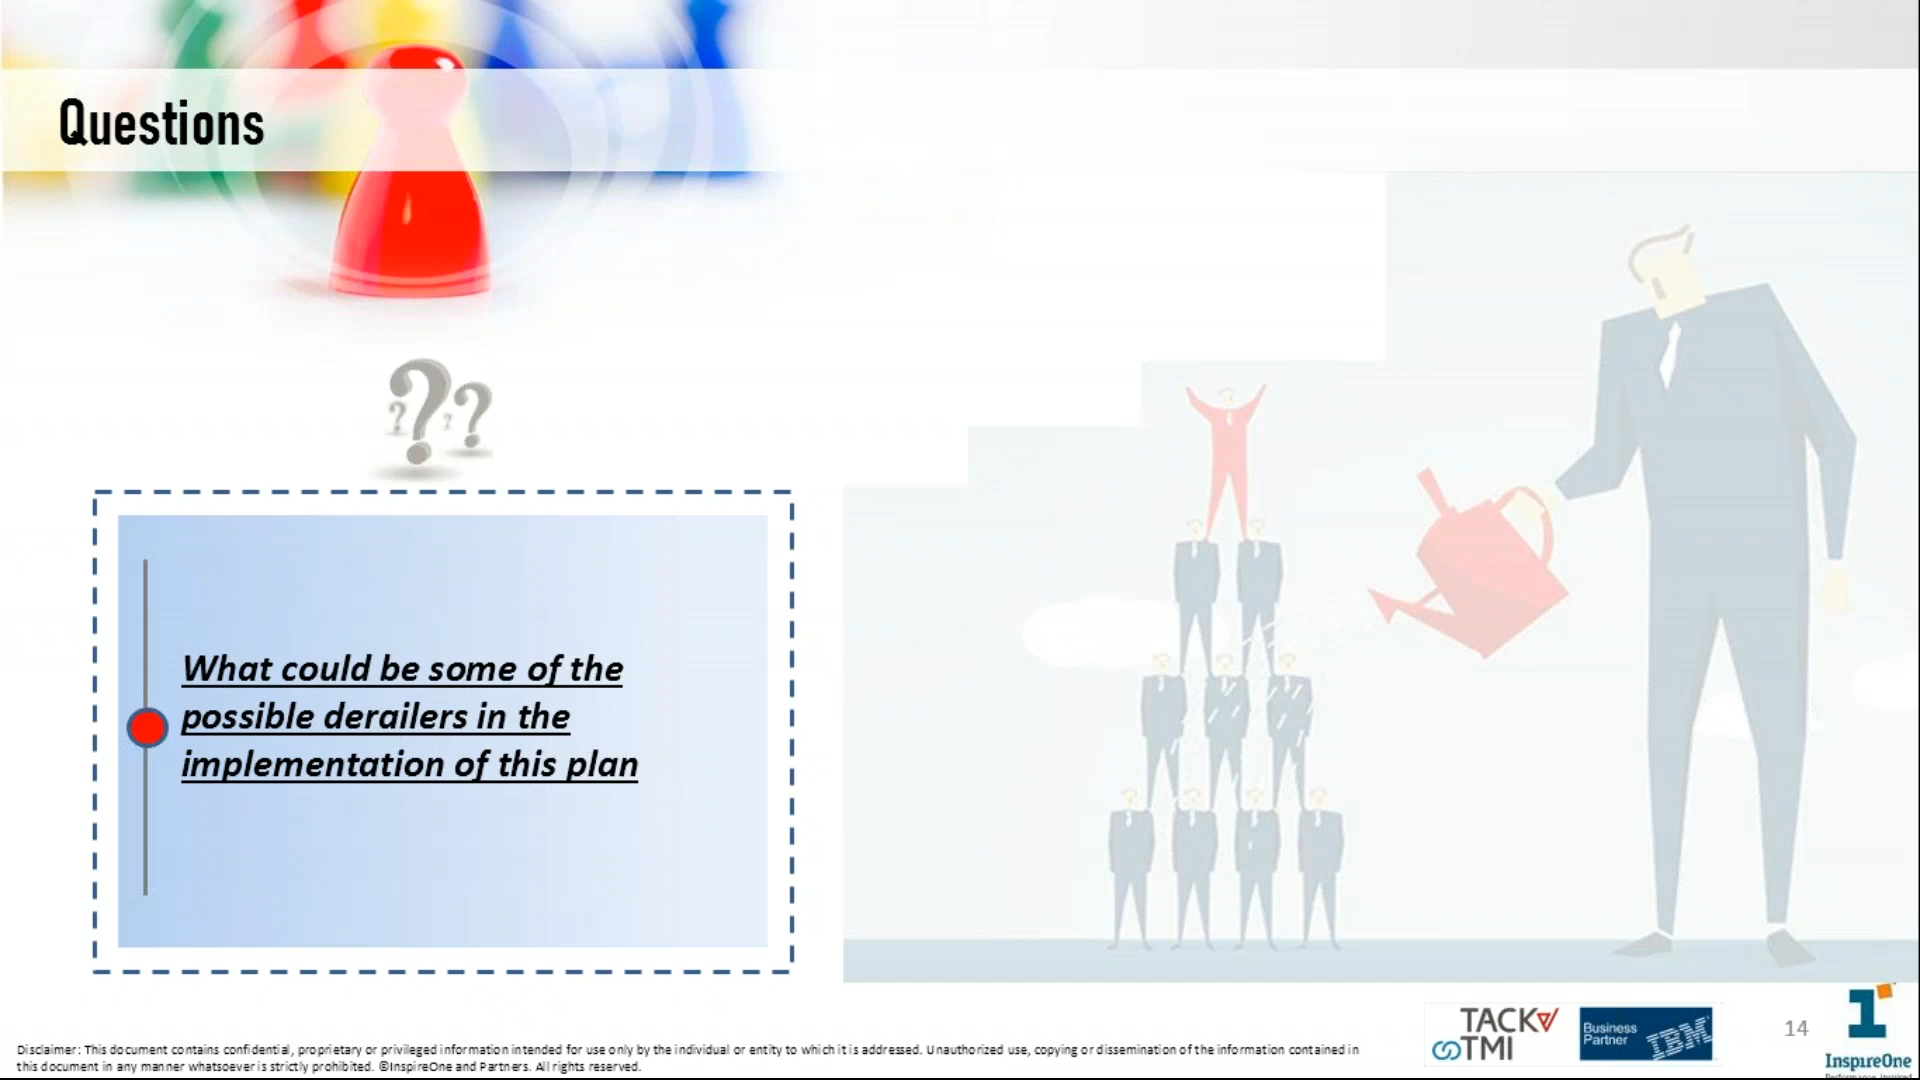 Questions
What could be some of the
possible derailers in the
implementation of this plan
TACK
TMI
Business
Partner
IBM
14
InspireOne
Disclaimer: This document contains confidential, proprietary or privileged information intended for use only by the individual or entity to which it is addressed. Unauthorized use, copying or dissemination of the information contained in
this document in any manner whatsoever is strictly prohibited. ©InspireOne and Partners. All rights reserved.